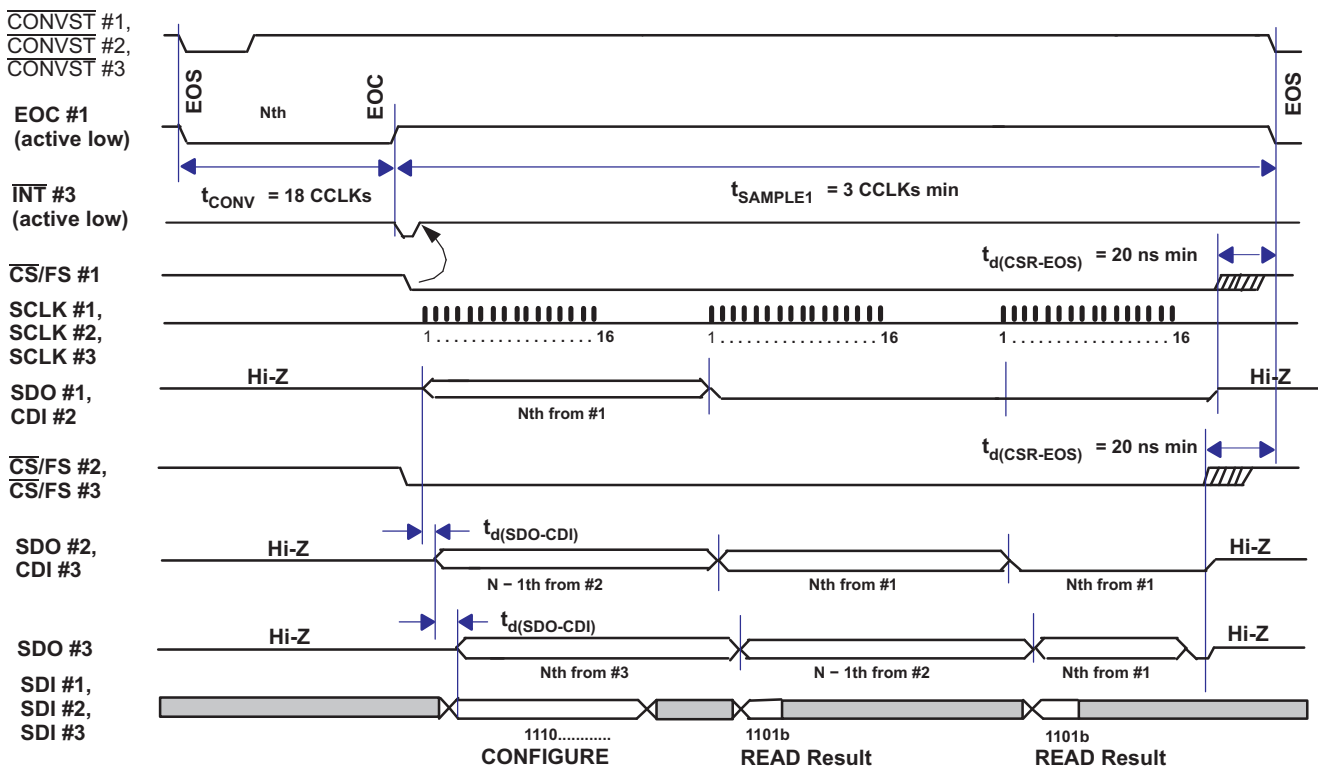 CONVST #1,
CONVST #2,
CONVST #3
EOS
EOC
EOS
EOC #1
(active low)
Nth
tCONV = 18 CCLKs
tSAMPLE1 = 3 CCLKs min
INT #3
(active low)
td(CSR-EOS) = 20 ns min
CS/FS #1
SCLK #1,
SCLK #2,
SCLK #3
1 . . . . . . . . . . . . . . . . . . 16
1 . . . . . . . . . . . . . . . . . . 16
1 . . . . . . . . . . . . . . . . . . 16
Hi-Z
Hi-Z
SDO #1,
CDI #2
Nth from #1
td(CSR-EOS) = 20 ns min
CS/FS #2,
CS/FS #3
td(SDO-CDI)
SDO #2,
CDI #3
Hi-Z
Hi-Z
N − 1th from #2
Nth from #1
Nth from #1
td(SDO-CDI)
SDO #3
Hi-Z
Hi-Z
Nth from #3
N − 1th from #2
Nth from #1
SDI #1,
SDI #2,
SDI #3
1110............
1101b
1101b
CONFIGURE
READ Result
READ Result